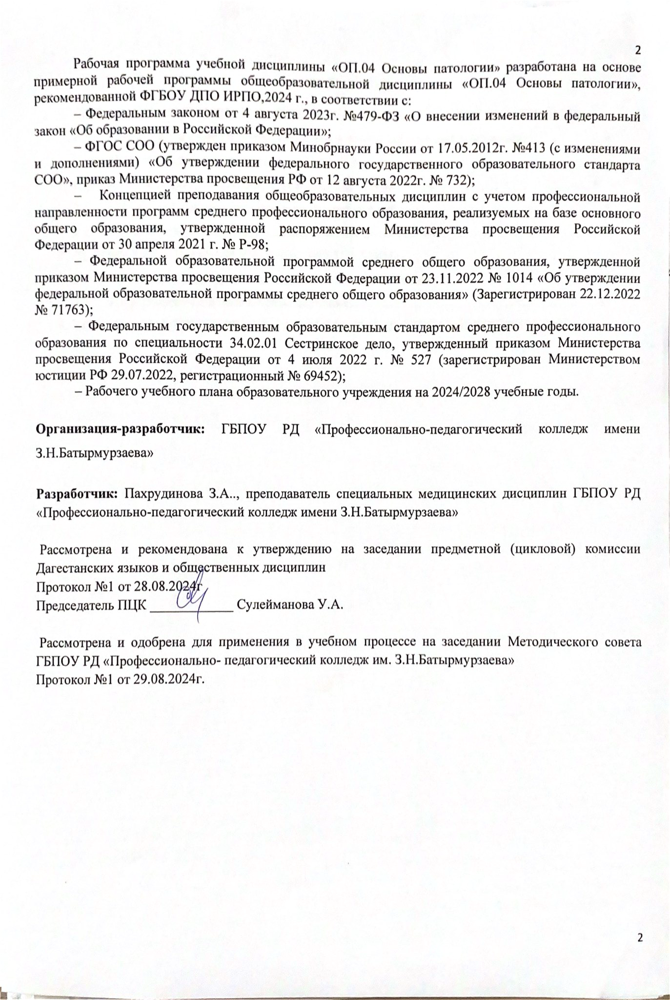 2
Рабочая программа учебной дисциплины «ОП.04 Основы патологии» разработана на основе
примерной рабочей программы общеобразовательной дисциплины «ОП.04 Основы патологии»,
рекомендованной ФГБОУ ДПО ИРПО,2024 г., в соответствии с:
– Федеральным законом от 4 августа 2023г. №479-ФЗ «О внесении изменений в федеральный
закон «Об образовании в Российской Федерации»;
– ФГОС СОО (утвержден приказом Минобрнауки России от 17.05.2012г. №413 (с изменениями
и дополнениями) «Об утверждении федерального государственного образовательного стандарта
СОО», приказ Министерства просвещения РФ от 12 августа 2022г. № 732);
– Концепцией преподавания общеобразовательных дисциплин с учетом профессиональной
направленности программ среднего профессионального образования, реализуемых на базе основного
общего образования, утвержденной распоряжением Министерства просвещения Российской
Федерации от 30 апреля 2021 г. № Р-98;
– Федеральной образовательной программой среднего общего образования, утвержденной
приказом Министерства просвещения Российской Федерации от 23.11.2022 № 1014 «Об утверждении
федеральной образовательной программы среднего общего образования» (Зарегистрирован 22.12.2022
№ 71763);
– Федеральным государственным образовательным стандартом среднего профессионального
образования по специальности 34.02.01 Сестринское дело, утвержденный приказом Министерства
просвещения Российской Федерации от 4 июля 2022 г. № 527 (зарегистрирован Министерством
юстиции РФ 29.07.2022, регистрационный № 69452);
– Рабочего учебного плана образовательного учреждения на 2024/2028 учебные годы.
Организация-разработчик: ГБПОУ РД «Профессионально-педагогический колледж имени
З.Н.Батырмурзаева»
Разработчик: Пахрудинова З.А.., преподаватель специальных медицинских дисциплин ГБПОУ РД
«Профессионально-педагогический колледж имени З.Н.Батырмурзаева»
Рассмотрена и рекомендована к утверждению на заседании предметной (цикловой) комиссии
Дагестанских языков и общественных дисциплин
Протокол №1 от 28.08.2024г
Председатель ПЦК ____________ Сулейманова У.А.
Рассмотрена и одобрена для применения в учебном процессе на заседании Методического совета
ГБПОУ РД «Профессионально- педагогический колледж им. З.Н.Батырмурзаева»
Протокол №1 от 29.08.2024г.
2